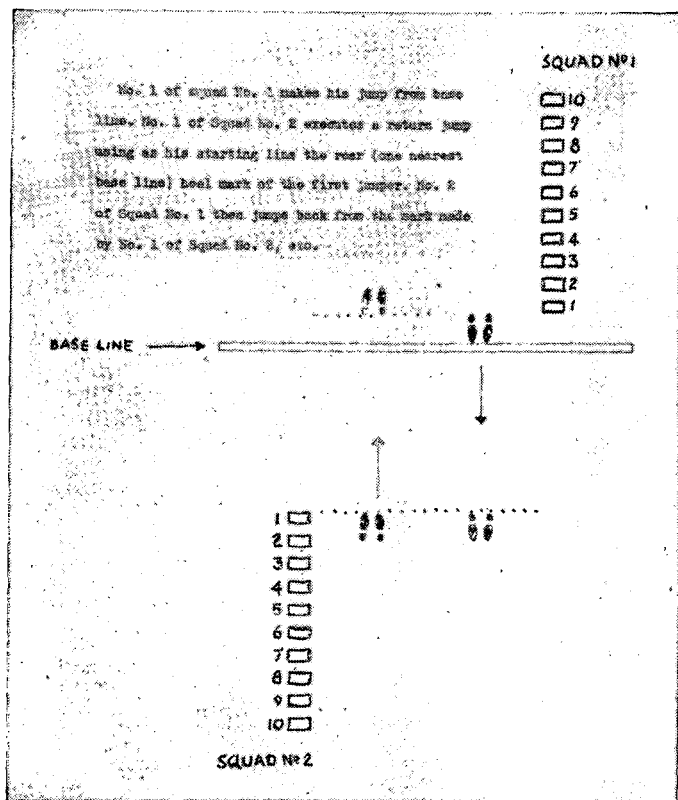 SQUAD Nº 1
No. 1 of squad No. 1 makes his jump from base
line. No. 1 of Squad No. 2 executes a return jump
using as his starting line the rear (one nearest
base line) heel mark of the first jumper. No. 2
of Squad No. 1 then jumps back from the mark made
by No. 1 of Squad No. 2, etc.
10
9
8
7
6
5
4
3
2
1
BASE LINE
1
2
3
4
5
6
7
8
9
10
SQUAD Nº 2